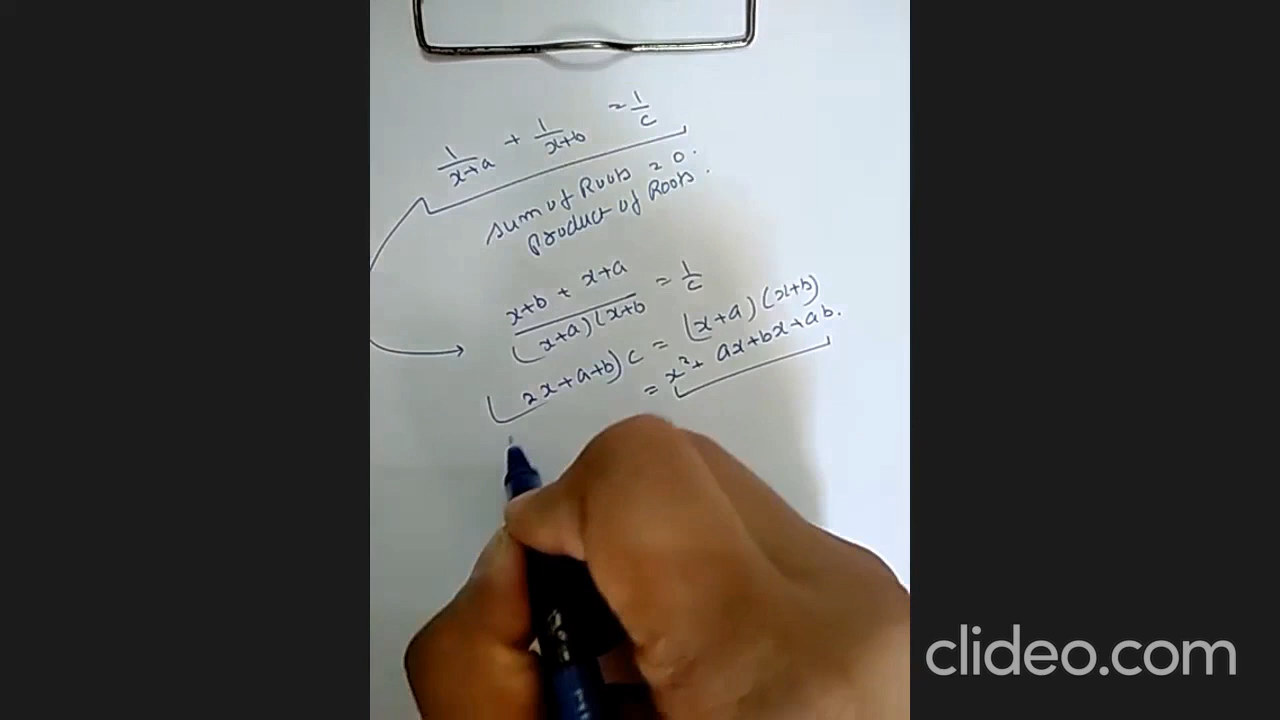 1/(x+a) + 1/(x+b) = 1/c
Sum of Roots = 0.
Product of Roots.
(x+b + x+a)/((x+a)(x+b) = 1/c
(2x+a+b)c = (x+a)(x+b)
= x² + ax+bx+ab.
clideo.com